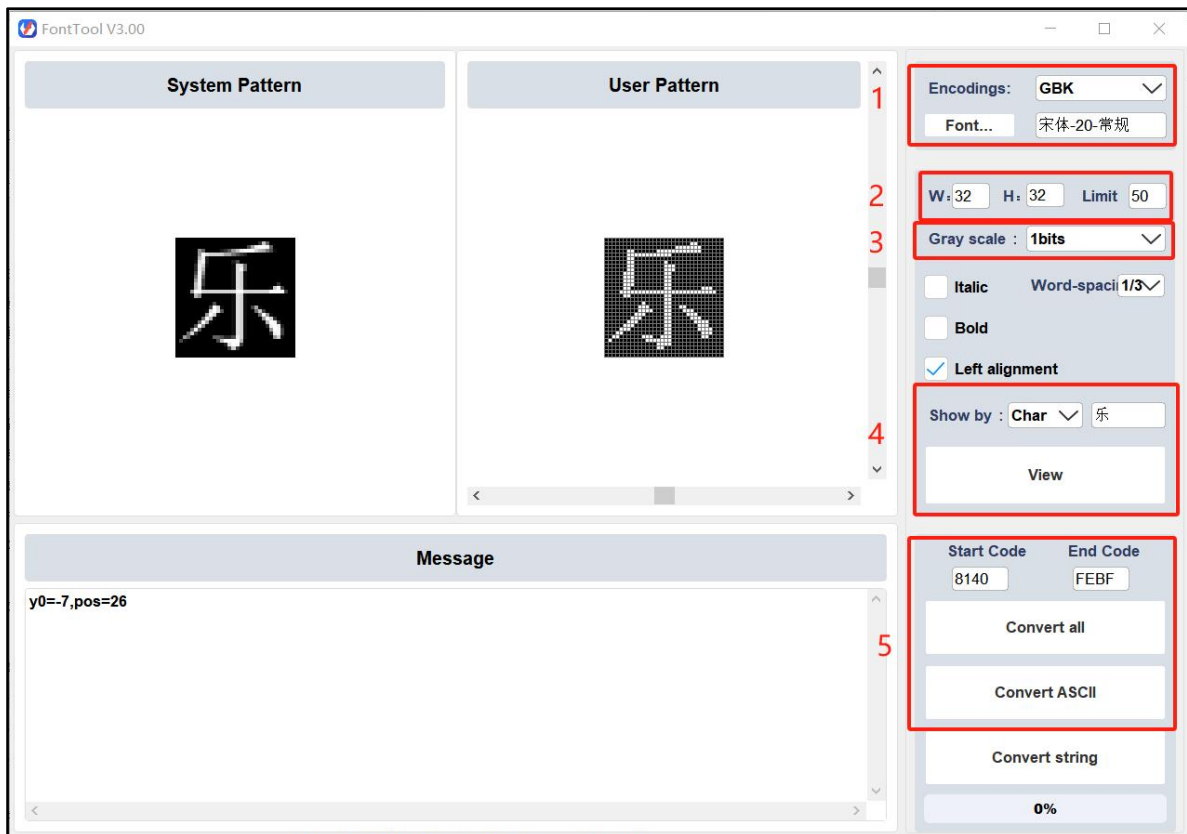 FontTool V3.00
System Pattern
User Pattern
乐
乐
Message
y0=-7,pos=26
1
Encodings: GBK
Font... 宋体-20-常规
2
W: 32 H: 32 Limit 50
3
Gray scale : 1bits
Italic Word-spaci 1/3
Bold
Left alignment
4
Show by : Char 乐
View
5
Start Code End Code
8140 FEBF
Convert all
Convert ASCII
Convert string
0%